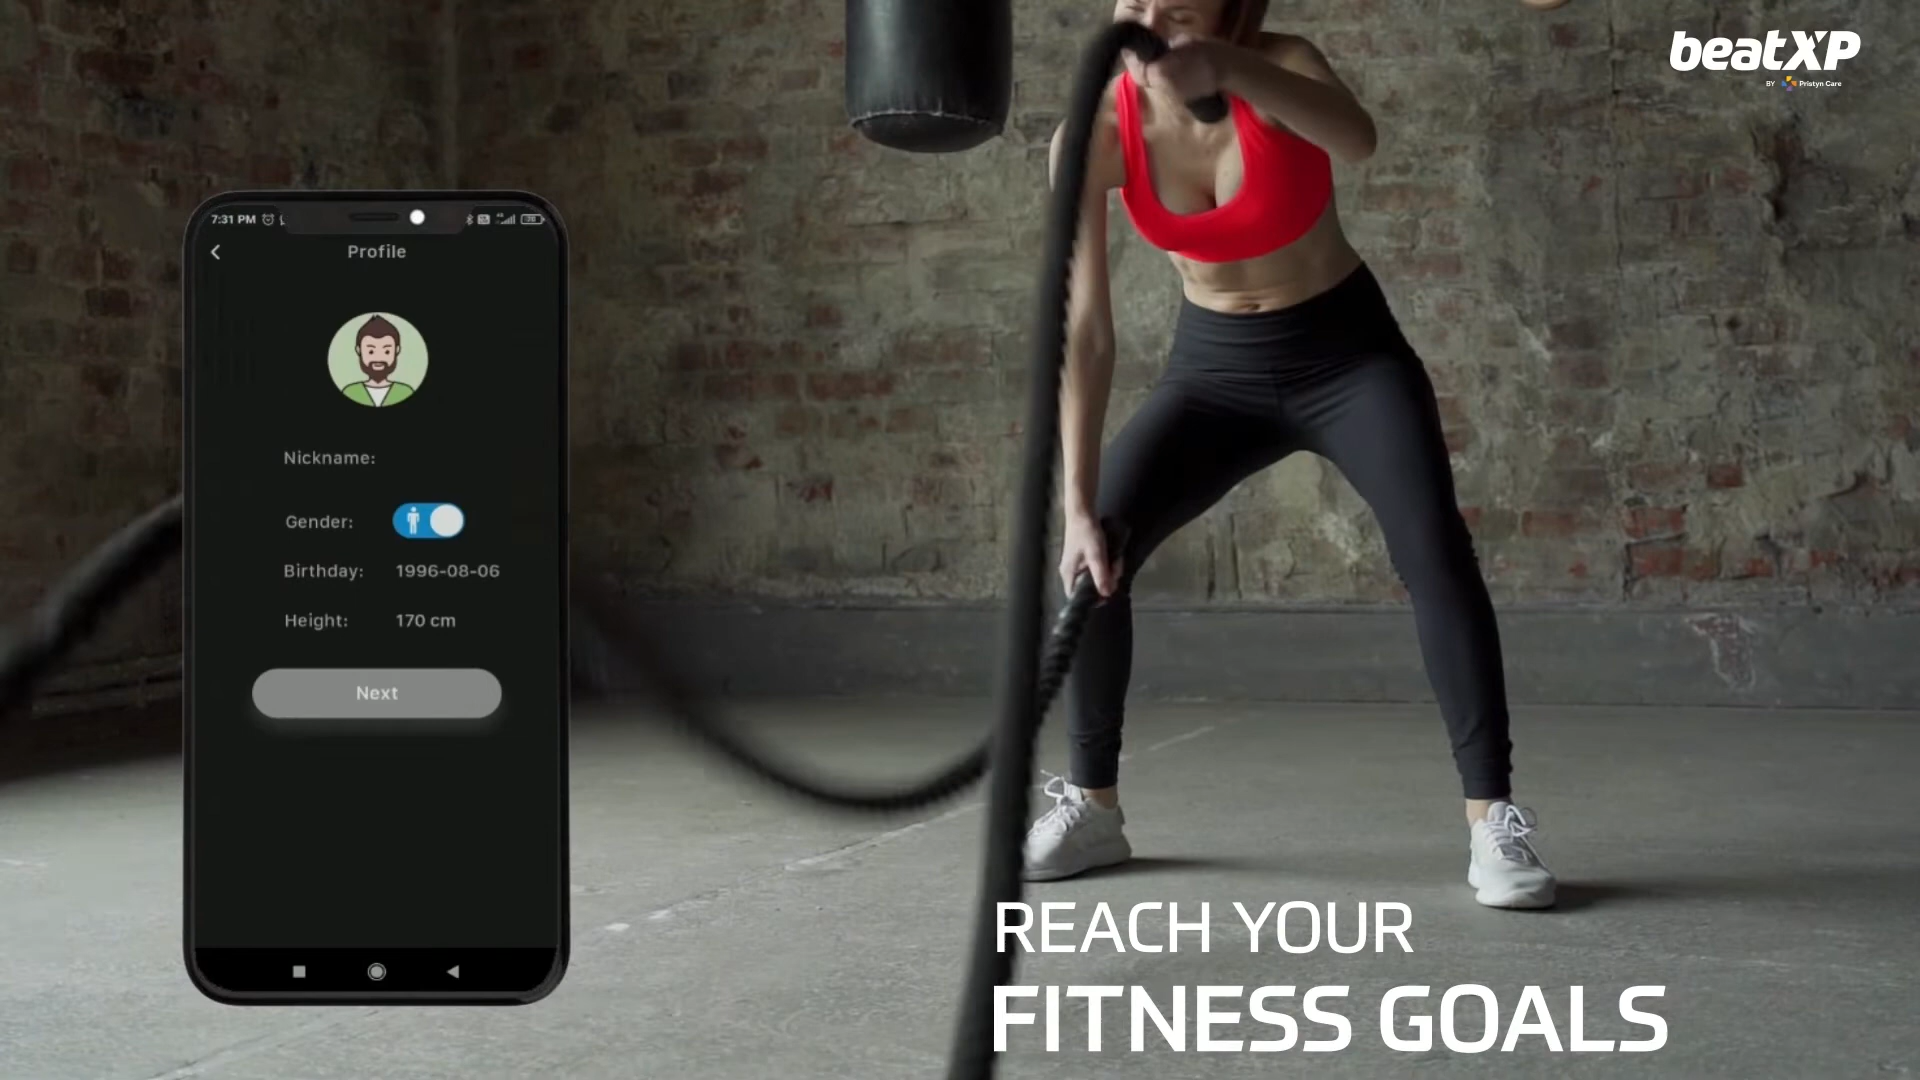 beatXP
BY Pristyn Care
7:31 PM
Profile
Nickname:
Gender:
Birthday: 1996-08-06
Height: 170 cm
Next
REACH YOUR
FITNESS GOALS